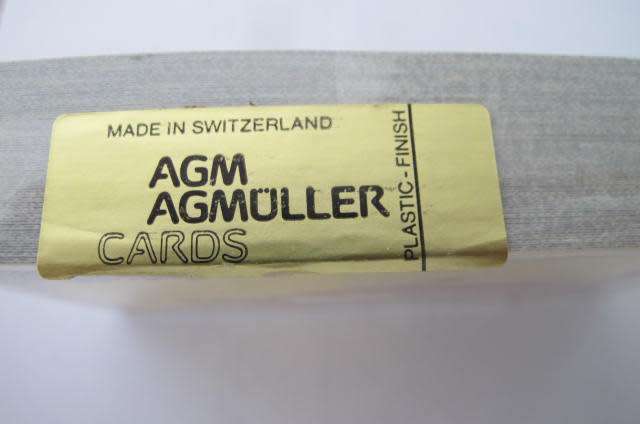 MADE IN SWITZERLAND
AGM
AGMÜLLER
CARDS
PLASTIC - FINISH